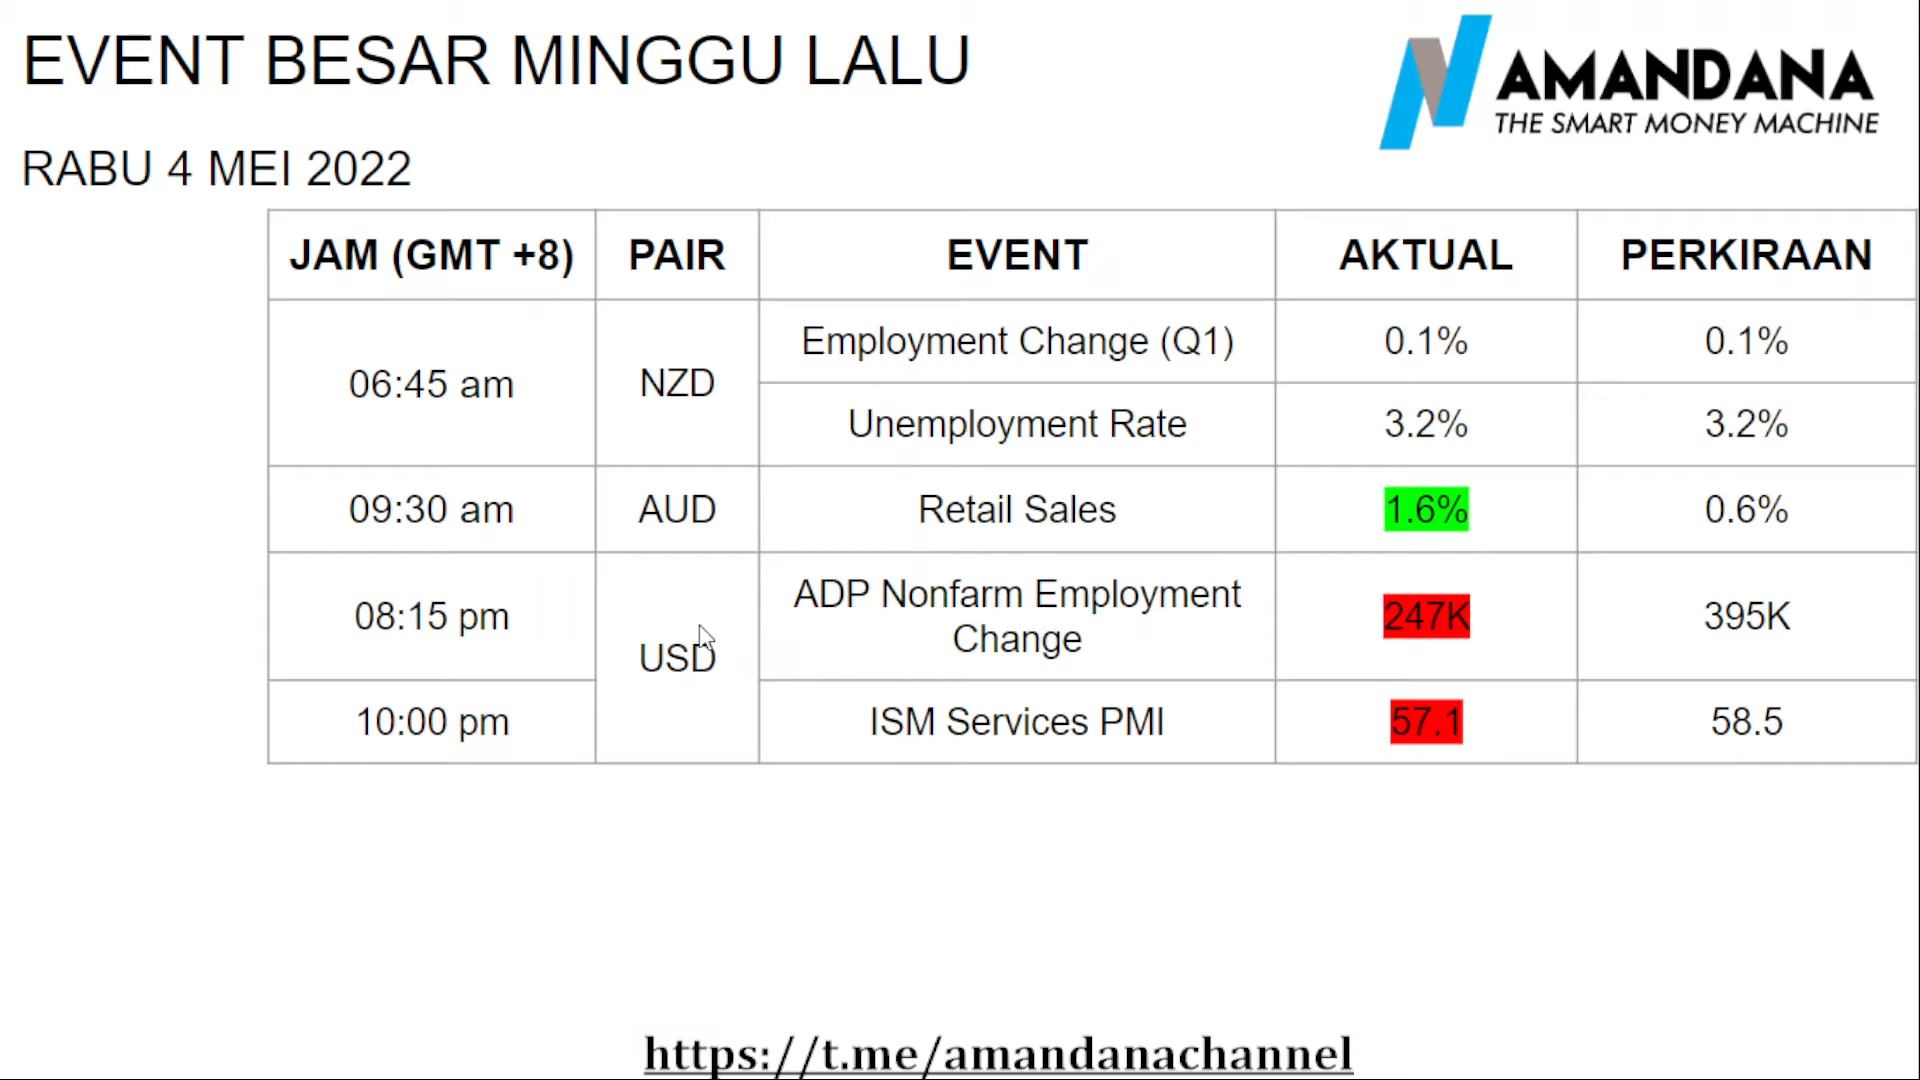 EVENT BESAR MINGGU LALU
AMANDANA
THE SMART MONEY MACHINE
RABU 4 MEI 2022
JAM (GMT +8) PAIR EVENT AKTUAL PERKIRAAN
06:45 am NZD Employment Change (Q1) 0.1% 0.1%
Unemployment Rate 3.2% 3.2%
09:30 am AUD Retail Sales 1.6% 0.6%
08:15 pm USD ADP Nonfarm Employment
Change 247K 395K
10:00 pm ISM Services PMI 57.1 58.5
https://t.me/amandanachannel